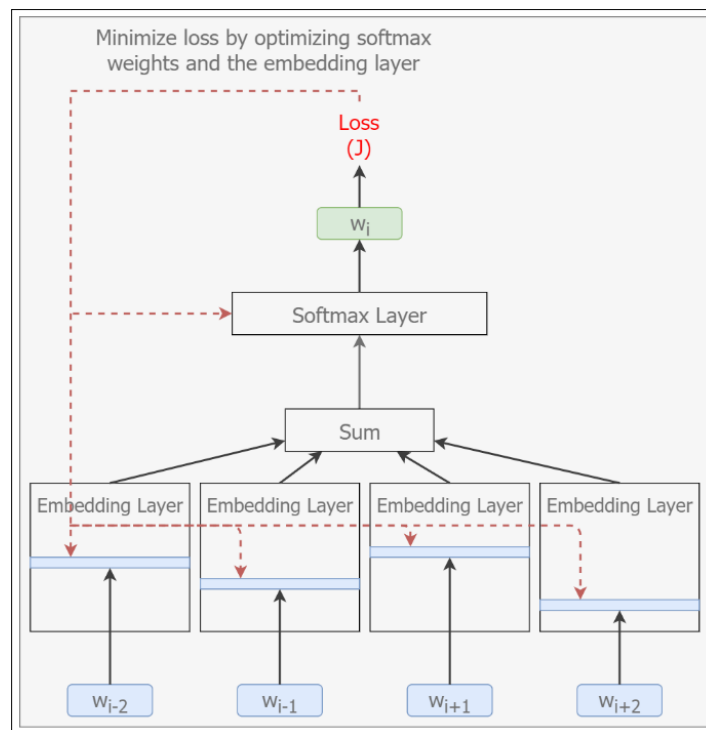 Minimize loss by optimizing softmax
weights and the embedding layer
Loss
(J)
wi
Softmax Layer
Sum
Embedding Layer Embedding Layer Embedding Layer Embedding Layer
wi-2 wi-1 wi+1 wi+2